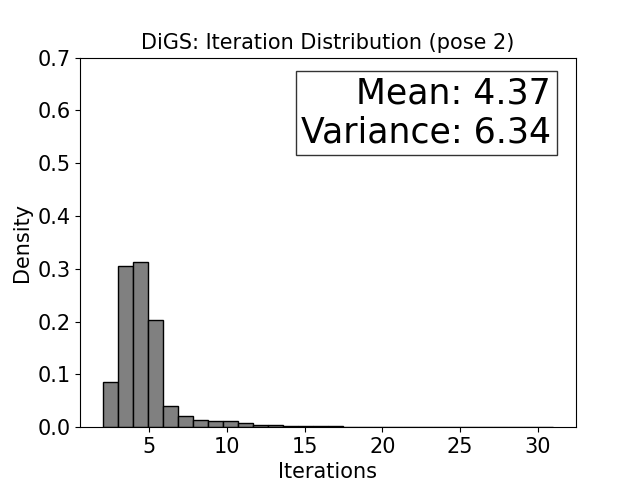 DiGS: Iteration Distribution (pose 2)
Mean: 4.37
Variance: 6.34
Density
0.7
0.6
0.5
0.4
0.3
0.2
0.1
0.0
5 10 15 20 25 30
Iterations